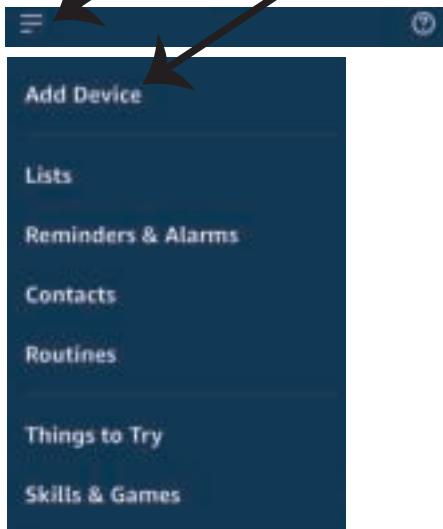 Add Device
Lists
Reminders & Alarms
Contacts
Routines
Things to Try
Skills & Games